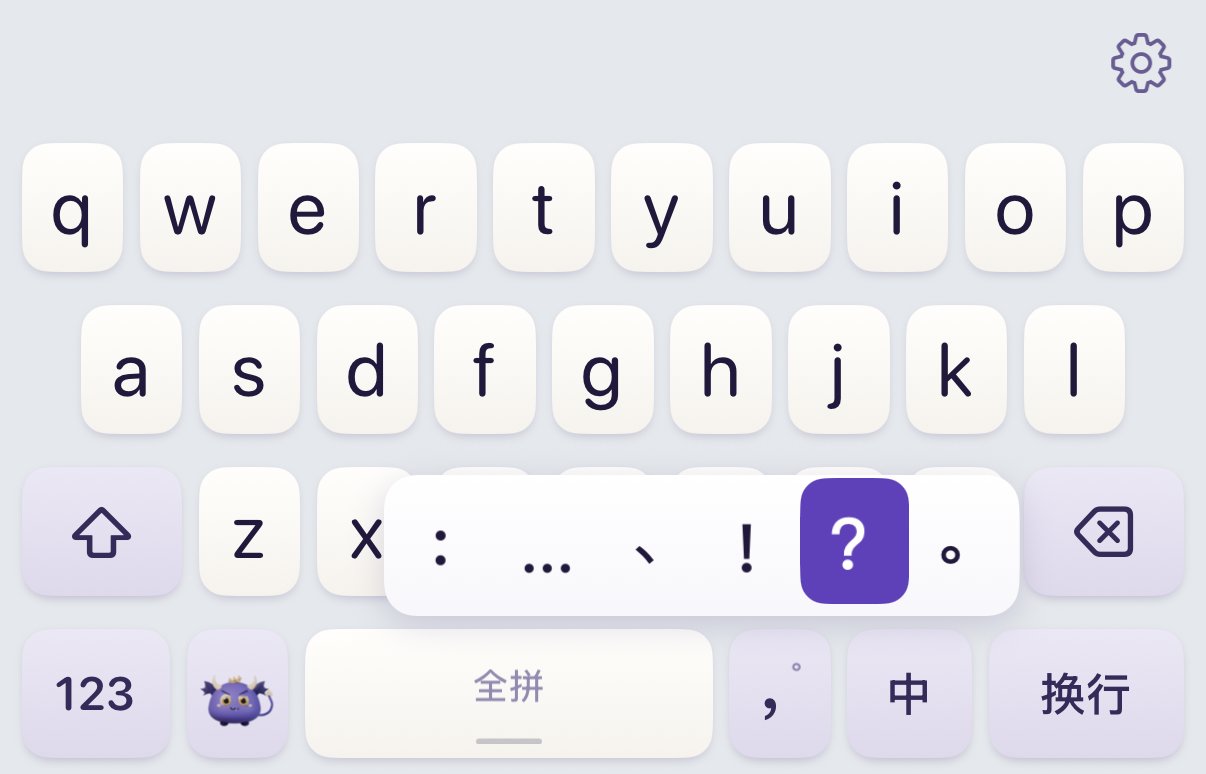 q w e r t y u i o p
a s d f g h j k l
z x
： … 、 ！ ？ 。
123 全拼 ， 。 中 换行